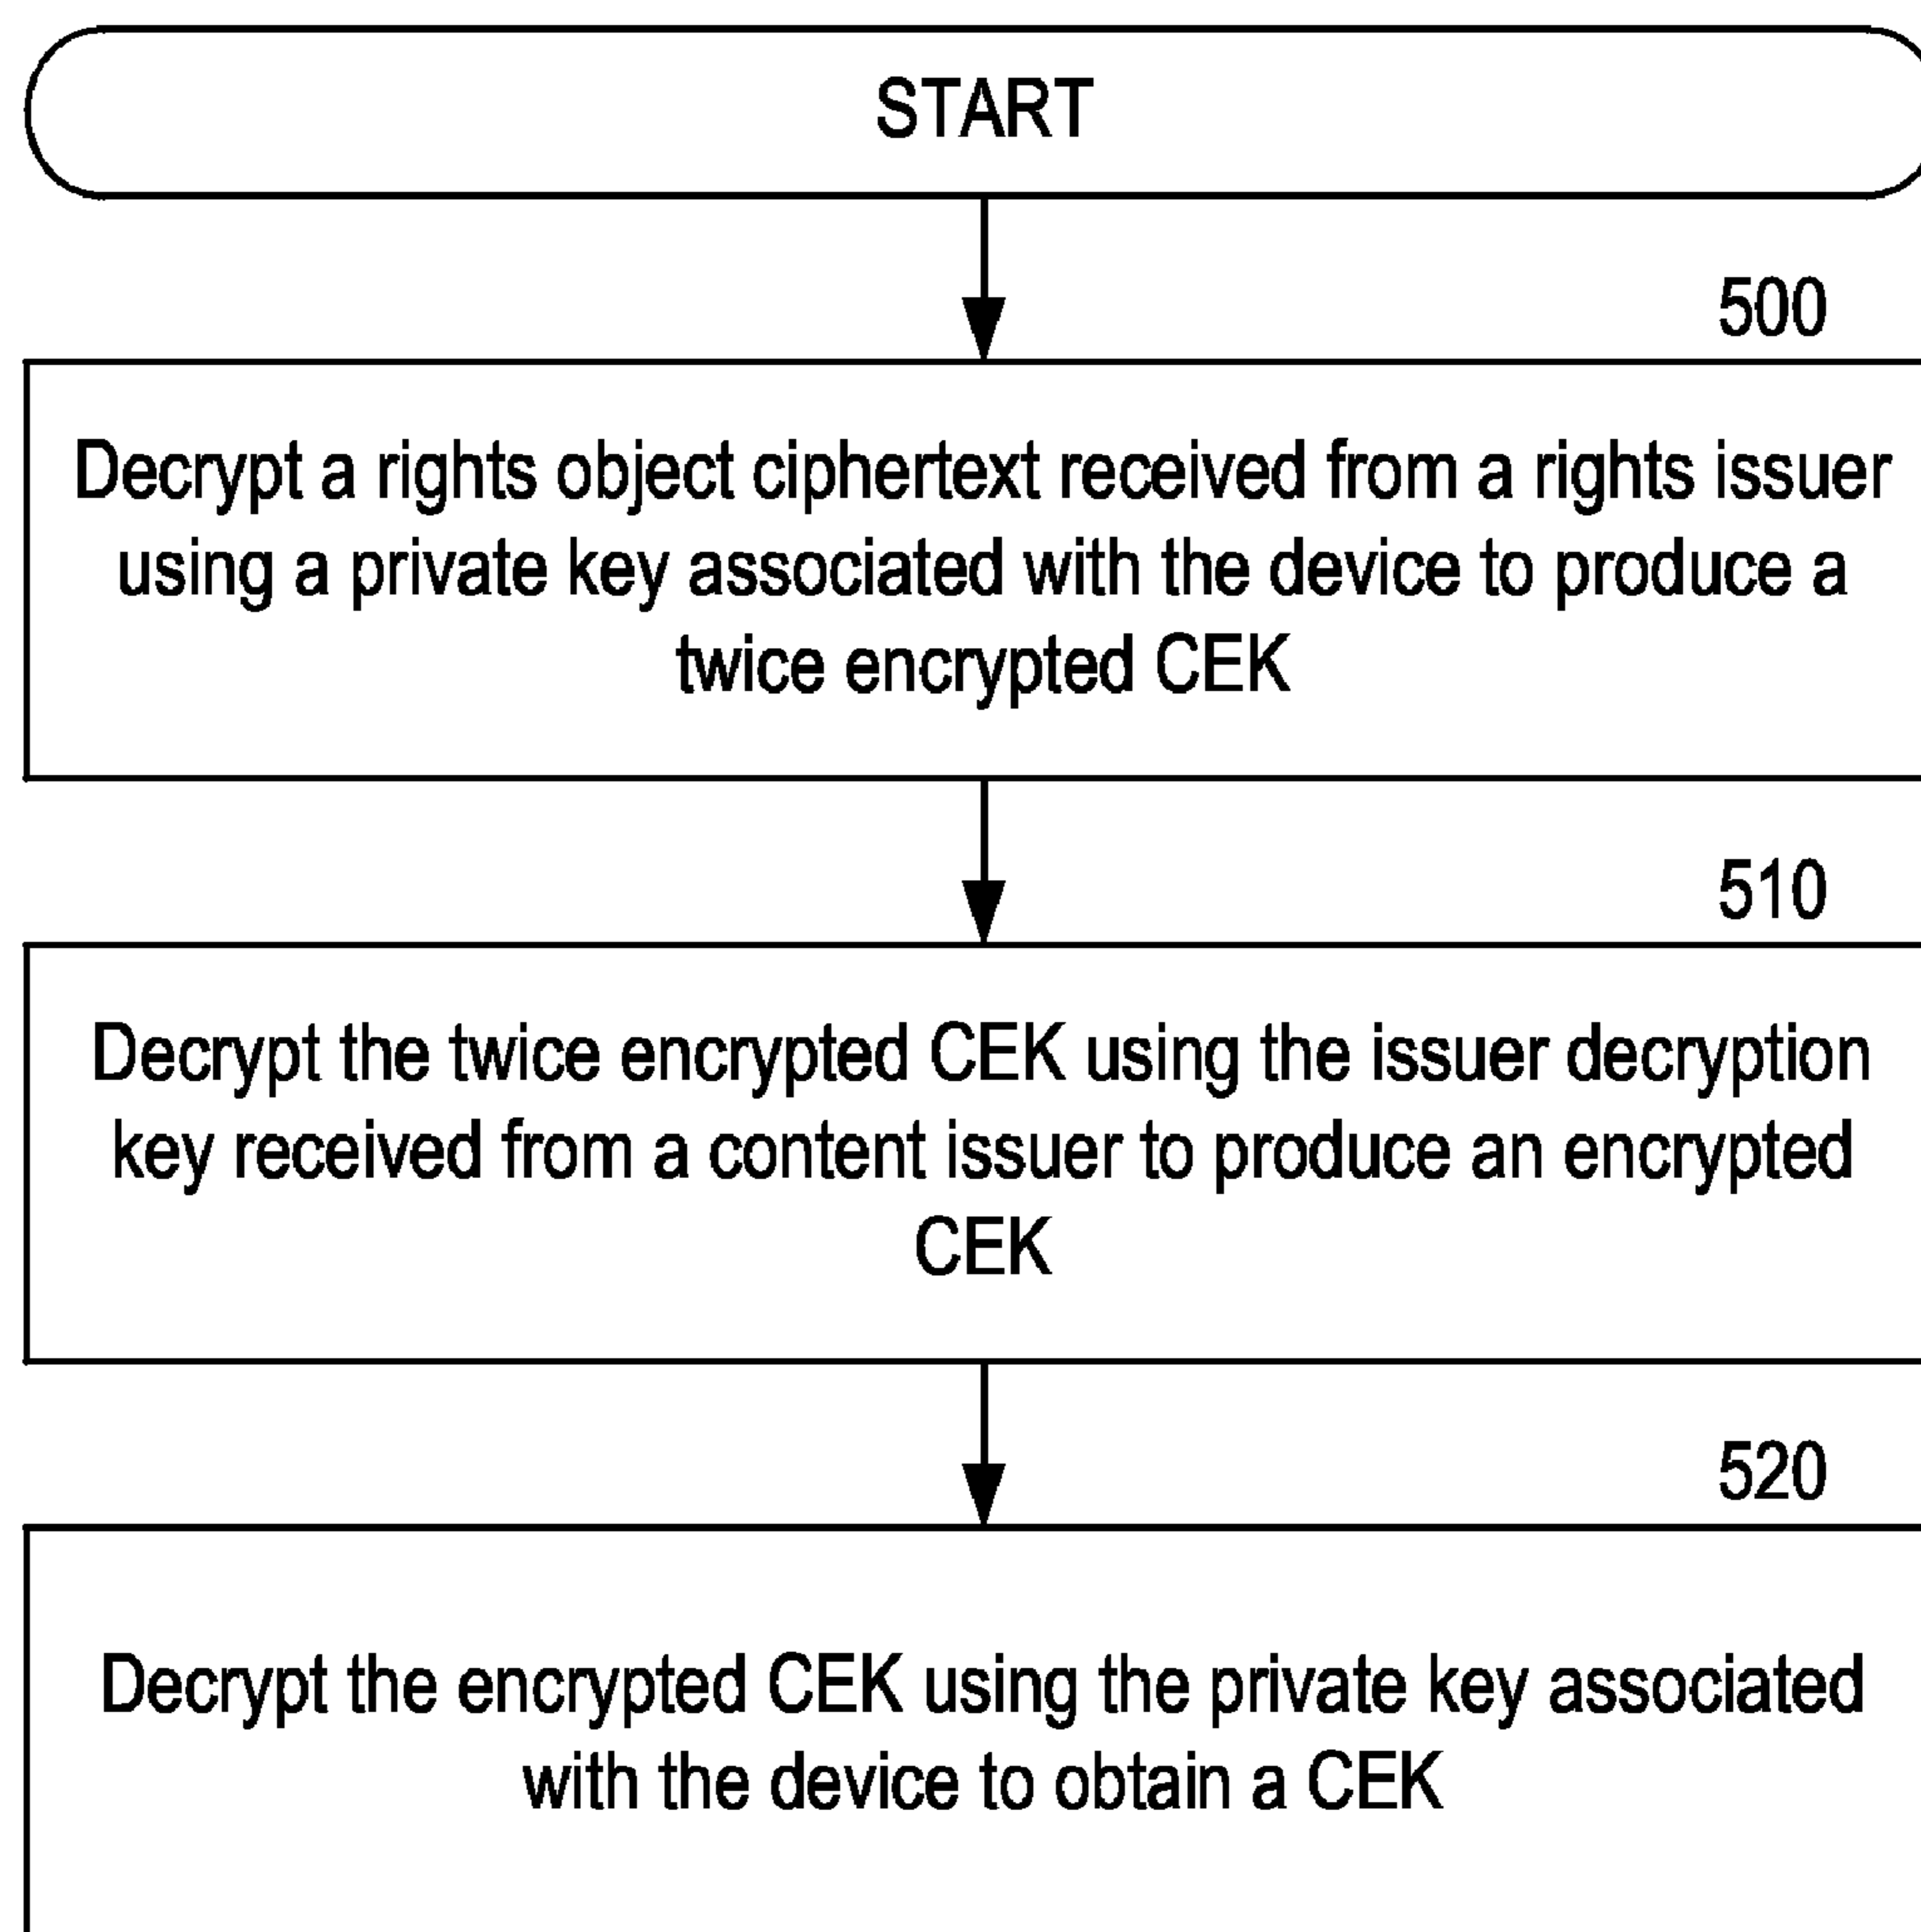 START
500
Decrypt a rights object ciphertext received from a rights issuer
using a private key associated with the device to produce a
twice encrypted CEK
510
Decrypt the twice encrypted CEK using the issuer decryption
key received from a content issuer to produce an encrypted
CEK
520
Decrypt the encrypted CEK using the private key associated
with the device to obtain a CEK